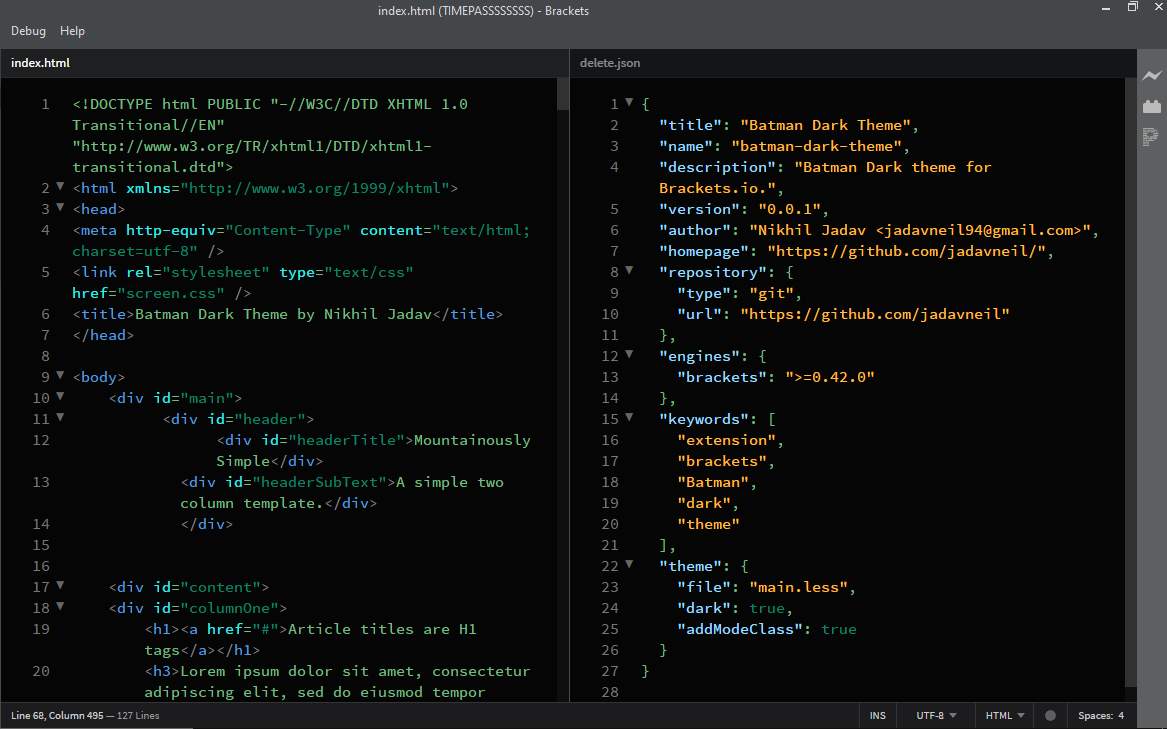 index.html (TIMEPASSSSSSSS) - Brackets
Debug Help
index.html
1 <!DOCTYPE html PUBLIC "-//W3C//DTD XHTML 1.0
Transitional//EN"
"http://www.w3.org/TR/xhtml1/DTD/xhtml1-
transitional.dtd">
2 <html xmlns="http://www.w3.org/1999/xhtml">
3 <head>
4 <meta http-equiv="Content-Type" content="text/html;
charset=utf-8" />
5 <link rel="stylesheet" type="text/css"
href="screen.css" />
6 <title>Batman Dark Theme by Nikhil Jadav</title>
7 </head>
8
9 <body>
10 <div id="main">
11 <div id="header">
12 <div id="headerTitle">Mountainously
Simple</div>
13 <div id="headerSubText">A simple two
column template.</div>
14 </div>
15
16
17 <div id="content">
18 <div id="columnOne">
19 <h1><a href="#">Article titles are H1
tags</a></h1>
20 <h3>Lorem ipsum dolor sit amet, consectetur
adipiscing elit, sed do eiusmod tempor
delete.json
1 {
2 "title": "Batman Dark Theme",
3 "name": "batman-dark-theme",
4 "description": "Batman Dark theme for
Brackets.io.",
5 "version": "0.0.1",
6 "author": "Nikhil Jadav <jadavneil94@gmail.com>",
7 "homepage": "https://github.com/jadavneil/",
8 "repository": {
9 "type": "git",
10 "url": "https://github.com/jadavneil"
11 },
12 "engines": {
13 "brackets": ">=0.42.0"
14 },
15 "keywords": [
16 "extension",
17 "brackets",
18 "Batman",
19 "dark",
20 "theme"
21 ],
22 "theme": {
23 "file": "main.less",
24 "dark": true,
25 "addModeClass": true
26 }
27 }
28
Line 68, Column 495 — 127 Lines
INS UTF-8 HTML Spaces: 4